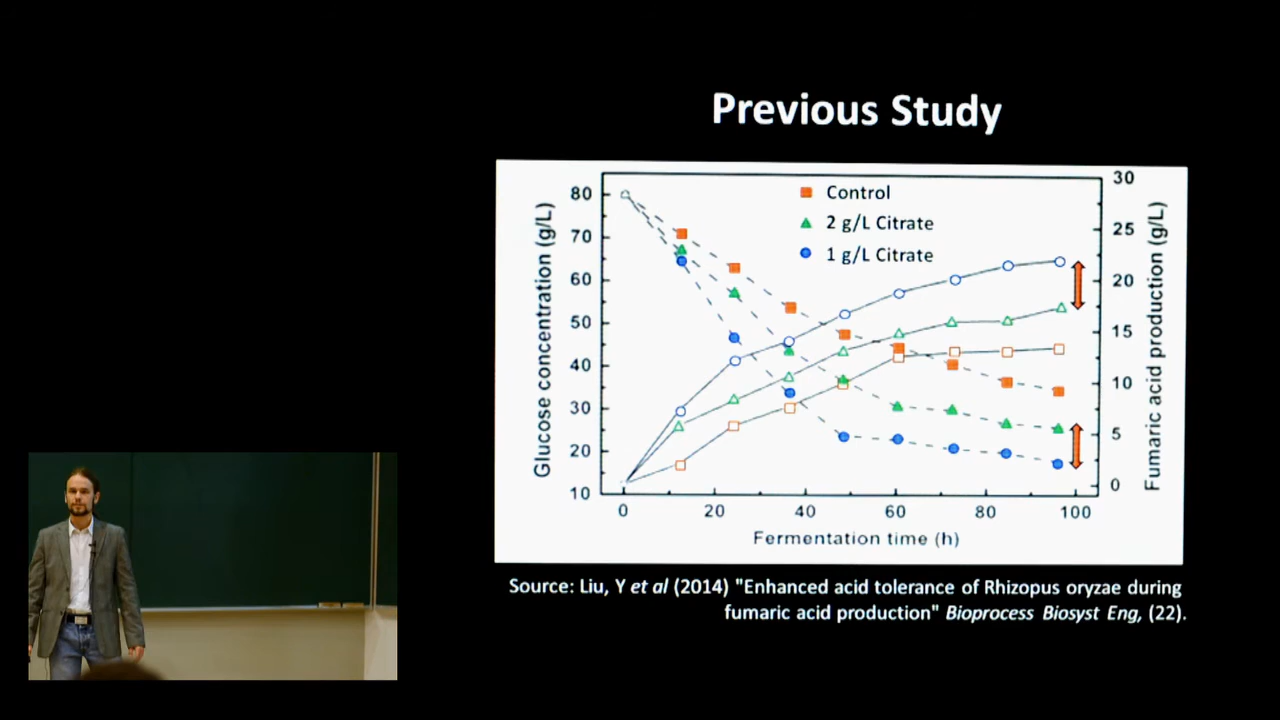 Previous Study
Control
2 g/L Citrate
1 g/L Citrate
Glucose concentration (g/L)
80
70
60
50
40
30
20
10
30
25
20
15
10
5
0
Fumaric acid production (g/L)
0
20
40
60
80
100
Fermentation time (h)
Source: Liu, Y et al (2014) "Enhanced acid tolerance of Rhizopus oryzae during
fumaric acid production" Bioprocess Biosyst Eng, (22).